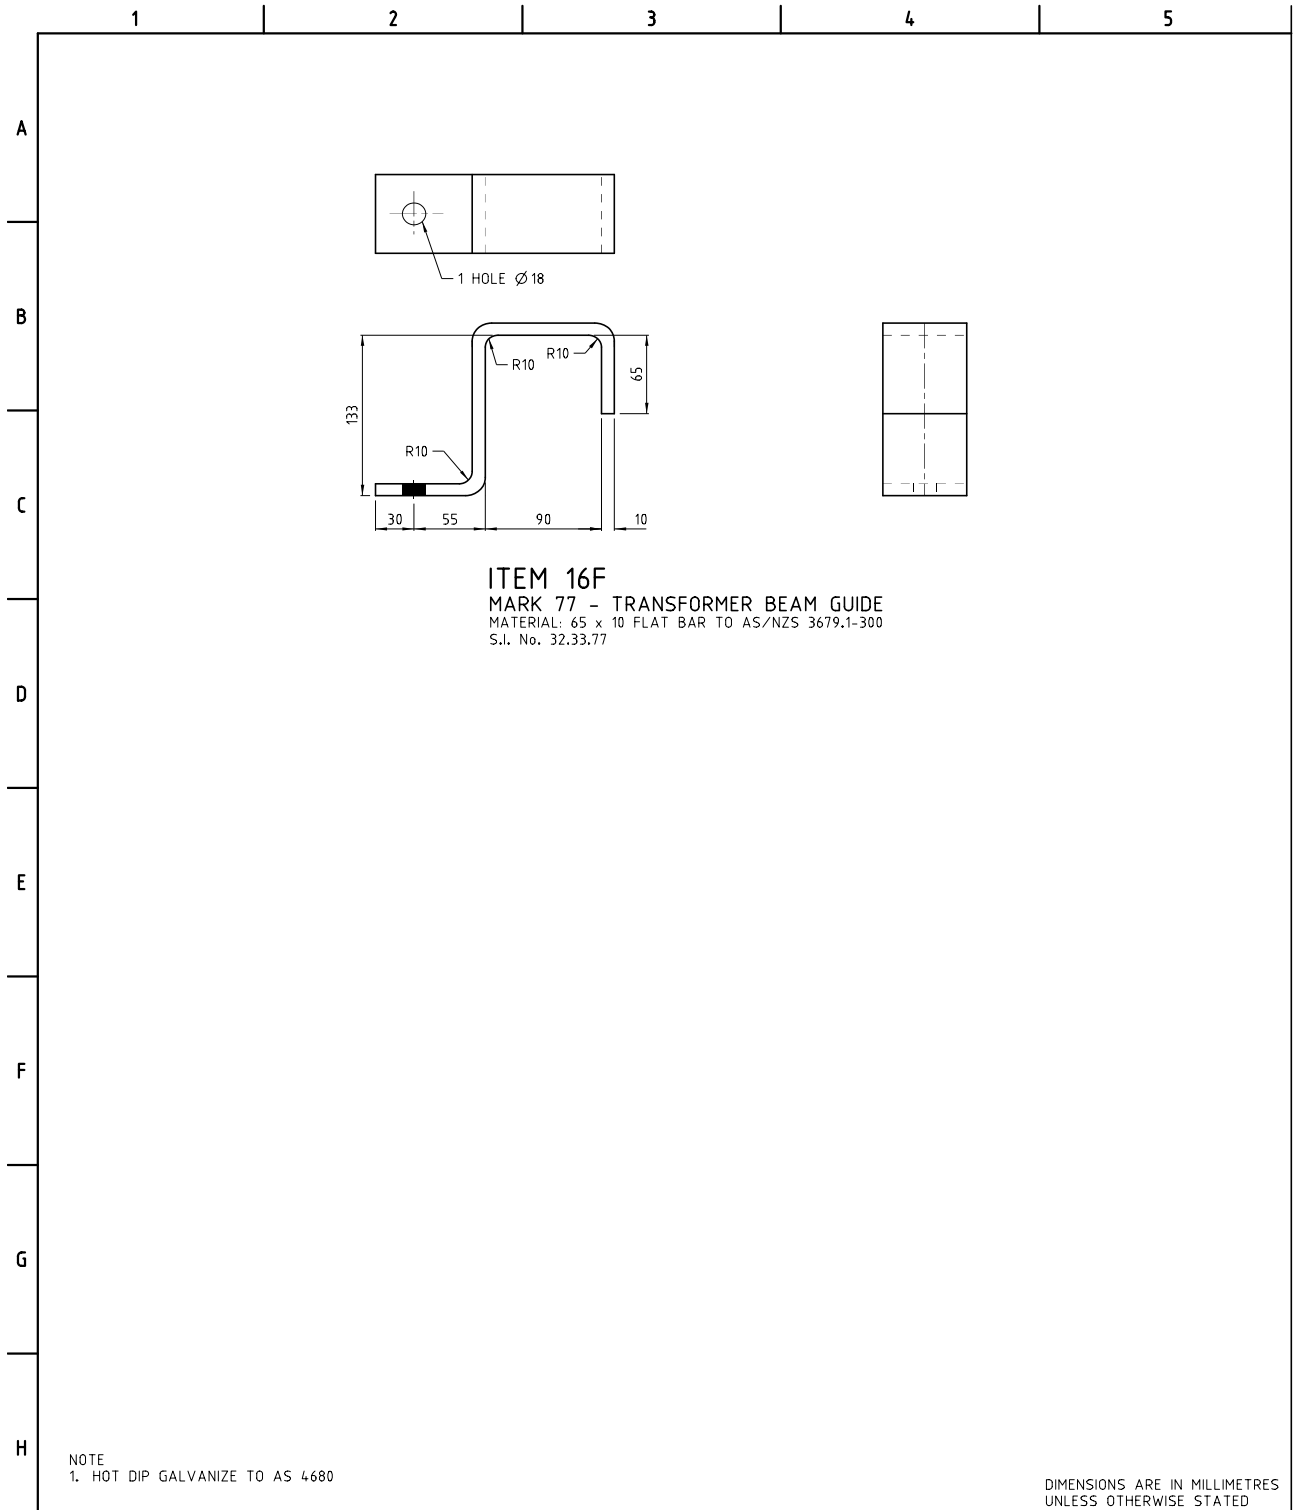 1 2 3 4 5
A
1 HOLE Ø18
B
R10
R10
65
133
R10
C
30 55 90 10
ITEM 16F
MARK 77 - TRANSFORMER BEAM GUIDE
MATERIAL: 65 x 10 FLAT BAR TO AS/NZS 3679.1-300
S.I. No. 32.33.77
D
E
F
G
H
NOTE
1. HOT DIP GALVANIZE TO AS 4680
DIMENSIONS ARE IN MILLIMETRES
UNLESS OTHERWISE STATED